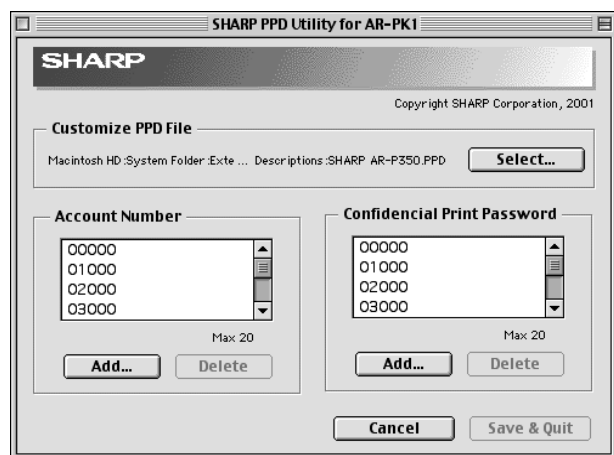 SHARP PPD Utility for AR-PK1
SHARP
Copyright SHARP Corporation, 2001
Customize PPD File
Macintosh HD:System Folder:Exte ... Descriptions:SHARP AR-P350.PPD
Select...
Account Number
00000
01000
02000
03000
Max 20
Add...
Delete
Confidencial Print Password
00000
01000
02000
03000
Max 20
Add...
Delete
Cancel
Save & Quit